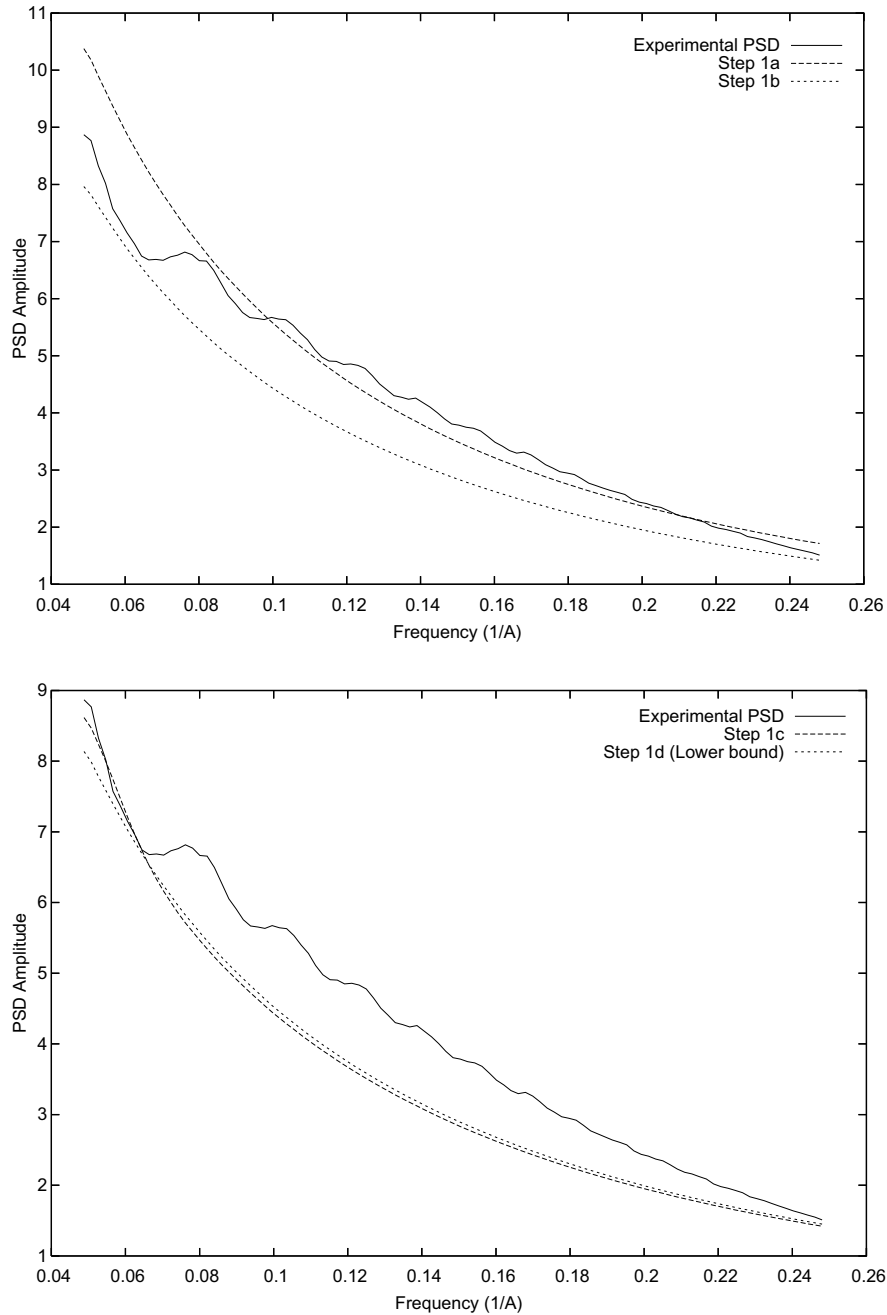 11
10
9
8
7
6
5
4
3
2
1
PSD Amplitude
Experimental PSD
Step 1a
Step 1b
0.04 0.06 0.08 0.1 0.12 0.14 0.16 0.18 0.2 0.22 0.24 0.26
Frequency (1/A)
9
8
7
6
5
4
3
2
1
PSD Amplitude
Experimental PSD
Step 1c
Step 1d (Lower bound)
0.04 0.06 0.08 0.1 0.12 0.14 0.16 0.18 0.2 0.22 0.24 0.26
Frequency (1/A)